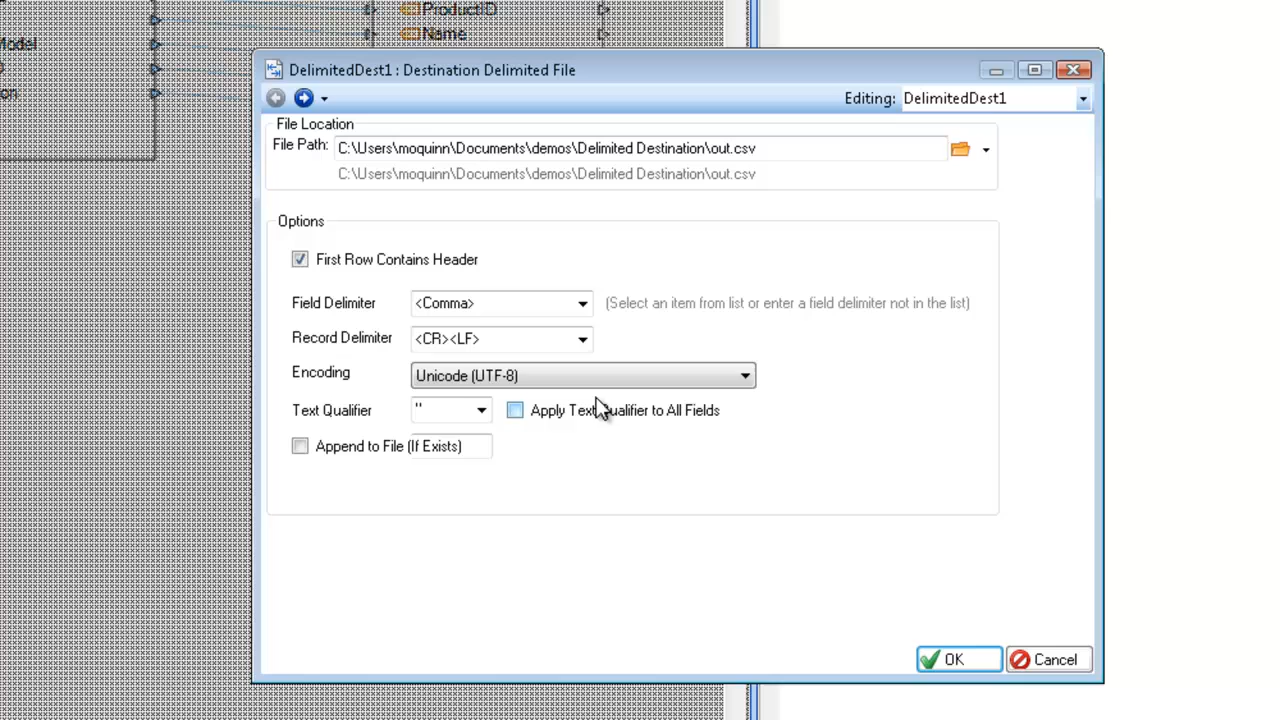 ProductID
Model
Name
DelimitedDest1 : Destination Delimited File
Editing: DelimitedDest1
File Location
File Path: C:\Users\moquinn\Documents\demos\Delimited Destination\out.csv
C:\Users\moquinn\Documents\demos\Delimited Destination\out.csv
Options
First Row Contains Header
Field Delimiter <Comma> (Select an item from list or enter a field delimiter not in the list)
Record Delimiter <CR><LF>
Encoding Unicode (UTF-8)
Text Qualifier " Apply Text Qualifier to All Fields
Append to File (If Exists)
OK Cancel